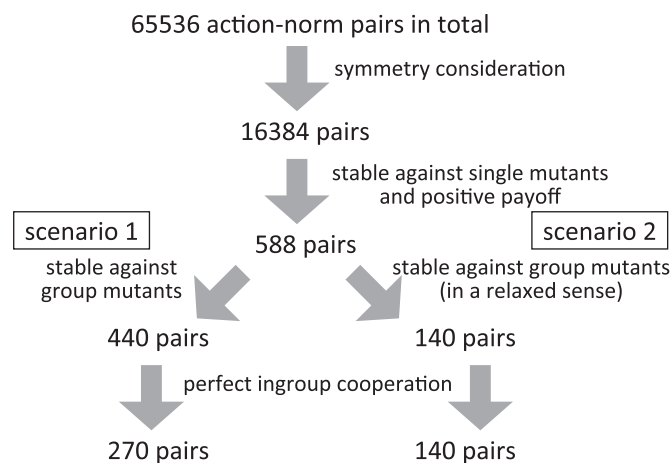 65536 action-norm pairs in total
symmetry consideration
16384 pairs
stable against single mutants
and positive payoff
588 pairs
scenario 1
stable against
group mutants
scenario 2
stable against group mutants
(in a relaxed sense)
440 pairs
140 pairs
perfect ingroup cooperation
270 pairs
140 pairs